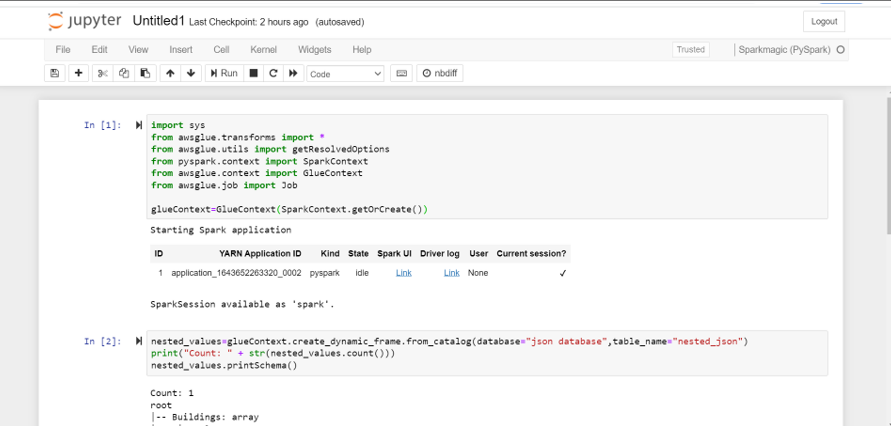 jupyter Untitled1 Last Checkpoint: 2 hours ago (autosaved) Logout
File Edit View Insert Cell Kernel Widgets Help Trusted Sparkmagic (PySpark)
Run Code nbdiff
In [1]: import sys
from awsglue.transforms import *
from awsglue.utils import getResolvedOptions
from pyspark.context import SparkContext
from awsglue.context import GlueContext
from awsglue.job import Job
glueContext=GlueContext(SparkContext.getOrCreate())
Starting Spark application
ID YARN Application ID Kind State Spark UI Driver log User Current session?
1 application_1643652263320_0002 pyspark idle Link Link None ✓
SparkSession available as 'spark'.
In [2]: nested_values=glueContext.create_dynamic_frame.from_catalog(database="json database",table_name="nested_json")
print("Count: " + str(nested_values.count()))
nested_values.printSchema()
Count: 1
root
|-- Buildings: array